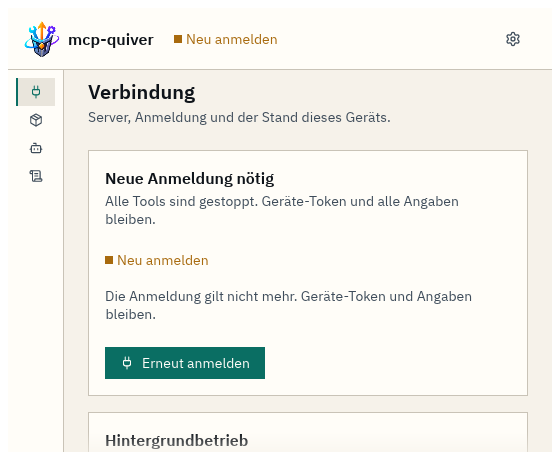 mcp-quiver
Neu anmelden
Verbindung
Server, Anmeldung und der Stand dieses Geräts.
Neue Anmeldung nötig
Alle Tools sind gestoppt. Geräte-Token und alle Angaben
bleiben.
Neu anmelden
Die Anmeldung gilt nicht mehr. Geräte-Token und Angaben
bleiben.
Erneut anmelden
Hintergrundbetrieb